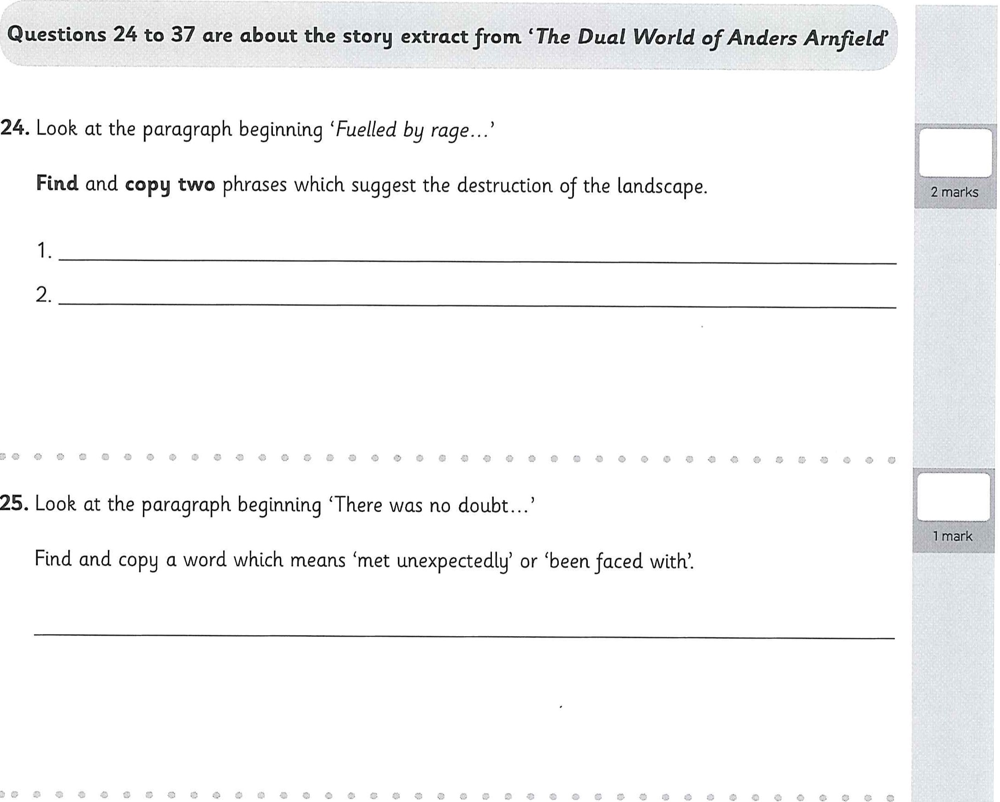 Questions 24 to 37 are about the story extract from ‘The Dual World of Anders Arnfield’
24. Look at the paragraph beginning ‘Fuelled by rage...’
Find and copy two phrases which suggest the destruction of the landscape.
2 marks
1.
2.
25. Look at the paragraph beginning ‘There was no doubt...’
1 mark
Find and copy a word which means ‘met unexpectedly’ or ‘been faced with’.